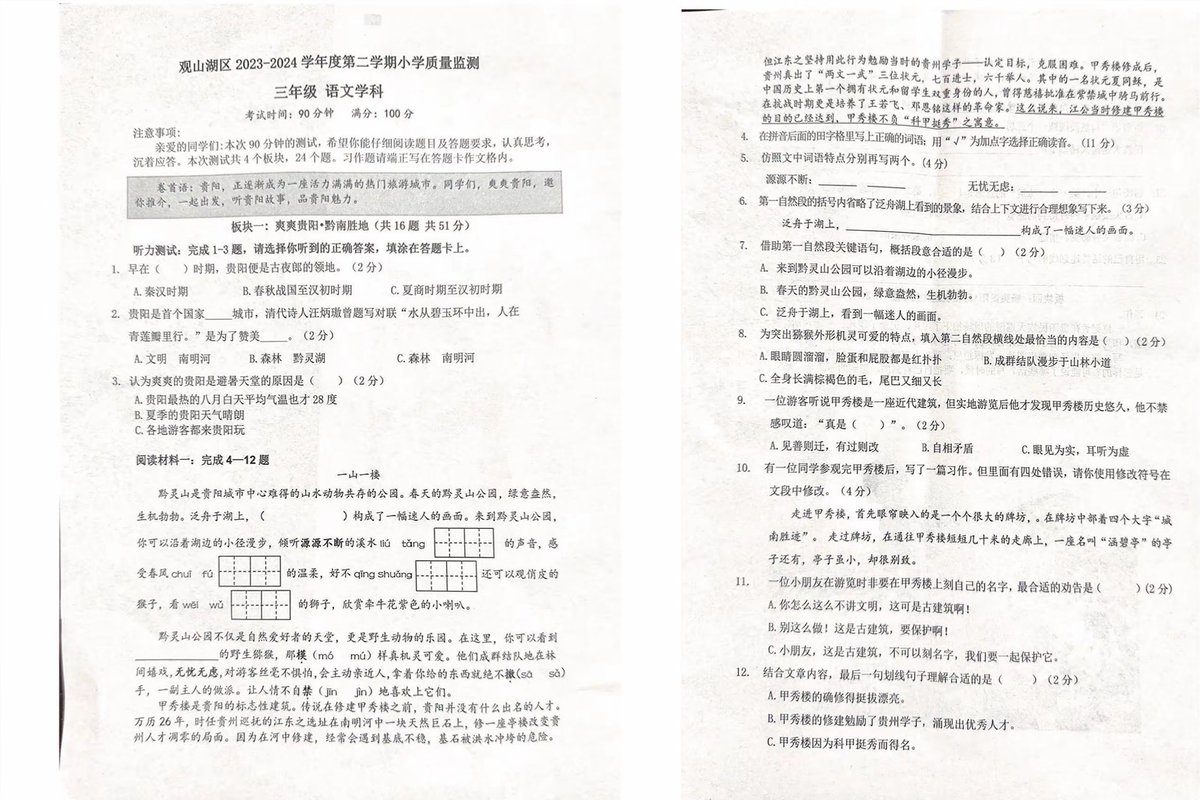 观山湖区 2023-2024 学年度第二学期小学质量监测
三年级 语文学科
考试时间：90 分钟 满分：100 分
注意事项：
亲爱的同学们：本次 90 分钟的测试，希望你能仔细阅读题目及答题要求，认真思考，
沉着应答。本次测试共 4 个板块，24 个题。习作题请端正写在答题卡作文格内。
卷首语：贵阳，正逐渐成为一座活力满满的热门旅游城市。同学们，爽爽贵阳，邀
你推介，一起出发，听贵阳故事，品贵阳魅力。
板块一：爽爽贵阳•黔南胜地（共 16 题 共 51 分）
听力测试：完成 1-3 题，请选择你听到的正确答案，填涂在答题卡上。
1. 早在（ ）时期，贵阳便是古夜郎的领地。（2 分）
A.秦汉时期 B.春秋战国至汉初时期 C.夏商时期至汉初时期
2. 贵阳是首个国家____城市，清代诗人汪炳璈曾题写对联“水从碧玉环中出，人在
青莲瓣里行。”是为了赞美____。（2 分）
A.文明 南明河 B.森林 黔灵湖 C.森林 南明河
3. 认为爽爽的贵阳是避暑天堂的原因是（ ）（2 分）
A.贵阳最热的八月白天平均气温也才 28 度
B.夏季的贵阳天气晴朗
C.各地游客都来贵阳玩
阅读材料一：完成 4—12 题
一山一楼
黔灵山是贵阳城市中心难得的山水动物共存的公园。春天的黔灵山公园，绿意盎然，
生机勃勃。泛舟于湖上，（ ）构成了一幅迷人的画面。来到黔灵山公园，
你可以沿着湖边的小径漫步，倾听源源不断的溪水 liú tǎng 的声音，感
受春风 chuī fú 的温柔，好不 qīng shuǎng 还可以观俏皮的
猴子，看 wēi wǔ 的狮子，欣赏牵牛花紫色的小喇叭。
黔灵山公园不仅是自然爱好者的天堂，更是野生动物的乐园。在这里，你可以看到
____________的野生猕猴，那模（mó mú）样真机灵可爱。他们成群结队地在林
间嬉戏，无忧无虑，对游客丝毫不惧怕，会主动亲近人，拿着你给的东西就绝不撒（sā sǎ）
手，一副主人的做派。让人情不自禁（jīn jìn）地喜欢上它们。
甲秀楼是贵阳的标志性建筑。传说在修建甲秀楼之前，贵阳并没有什么出名的人才。
万历 26 年，时任贵州巡抚的江东之选址在南明河中一块天然巨石上，修一座亭楼改变贵
州人才凋零的局面。因为在河中修建，经常会遇到基底不稳，基石被洪水冲垮的危险。
但江东之坚持用此行为勉励当时的贵州学子——认定目标，克服困难。甲秀楼修成后，
贵州真出了“两文一武”三位状元，七百进士，六千举人。其中的一名状元夏同龢，是
中国历史上第一个拥有状元和留学生双重身份的人，曾得慈禧批准在紫禁城中骑马前行。
在抗战时期更是培养了王若飞、邓恩铭这样的革命家。这么说来，江公当时修建甲秀楼
的目的已经达到，甲秀楼不负“科甲挺秀”之寓意。
4. 在拼音后面的田字格里写上正确的词语；用“√”为加点字选择正确读音。（11 分）
5. 仿照文中词语特点分别再写两个。（4 分）
源源不断：______ ______ 无忧无虑：______ ______
6. 第一自然段的括号内省略了泛舟湖上看到的景象，结合上下文进行合理想象写下来。（3 分）
泛舟于湖上，____________________________构成了一幅迷人的画面。
7. 借助第一自然段关键语句，概括段意合适的是（ ）（2 分）
A. 来到黔灵山公园可以沿着湖边的小径漫步。
B. 春天的黔灵山公园，绿意盎然，生机勃勃。
C. 泛舟于湖上，看到一幅迷人的画面。
8. 为突出猕猴外形机灵可爱的特点，填入第二自然段横线处最恰当的内容是（ ）（2 分）
A.眼睛圆溜溜，脸蛋和屁股都是红扑扑 B.成群结队漫步于山林小道
C.全身长满棕褐色的毛，尾巴又细又长
9. 一位游客听说甲秀楼是一座近代建筑，但实地游览后他才发现甲秀楼历史悠久，他不禁
感叹道：“真是（ ）”。（2 分）
A.见善则迁，有过则改 B.自相矛盾 C.眼见为实，耳听为虚
10. 有一位同学参观完甲秀楼后，写了一篇习作。但里面有四处错误，请你使用修改符号在
文段中修改。（4 分）
走进甲秀楼，首先眼帘映入的是一个个很大的牌坊，。在牌坊中部着四个大字“城
南胜迹”。 走过牌坊，在通往甲秀楼短短几十米的走廊上，一座名叫“涵碧亭”的亭
子还有，亭子虽小，却很别致。
11. 一位小朋友在游览时非要在甲秀楼上刻自己的名字，最合适的劝告是（ ）（2 分）
A.你怎么这么不讲文明，这可是古建筑啊！
B.别这么做！这是古建筑，要保护啊！
C.小朋友，这是古建筑，不可以刻名字，我们要一起保护它。
12. 结合文章内容，最后一句划线句子理解合适的是（ ）（2 分）
A.甲秀楼的确修得挺拔漂亮。
B.甲秀楼的修建勉励了贵州学子，涌现出优秀人才。
C.甲秀楼因为科甲挺秀而得名。